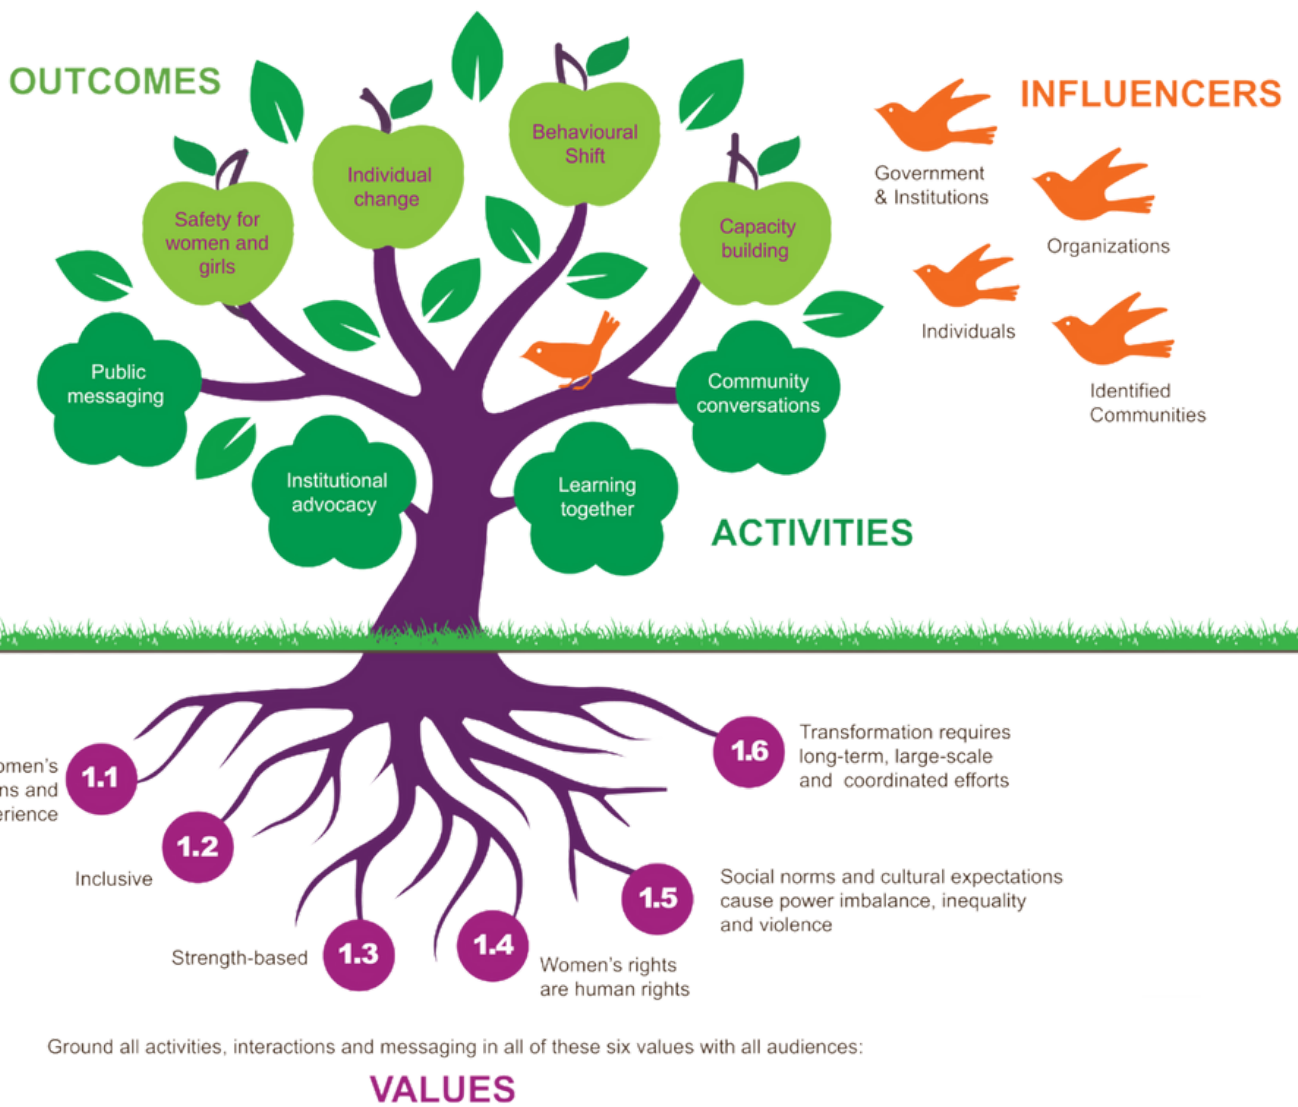 OUTCOMES
INFLUENCERS
Behavioural
Shift
Individual
change
Safety for
women and
girls
Capacity
building
Government
& Institutions
Organizations
Individuals
Identified
Communities
Public
messaging
Community
conversations
Institutional
advocacy
Learning
together
ACTIVITIES
1.1
and
1.2
Inclusive
1.3
Strength-based
1.4
Women’s rights
are human rights
1.5
Social norms and cultural expectations
cause power imbalance, inequality
and violence
1.6
Transformation requires
long-term, large-scale
and coordinated efforts
Ground all activities, interactions and messaging in all of these six values with all audiences:
VALUES